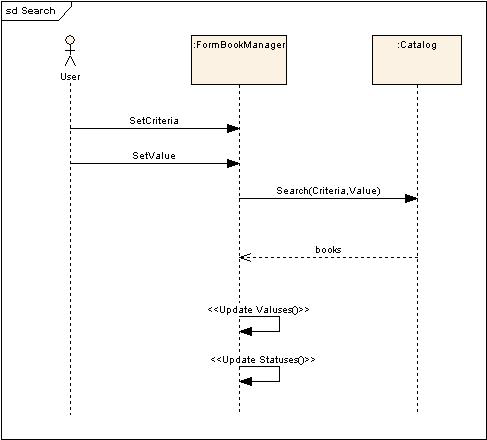 sd Search
:FormBookManager
:Catalog
User
SetCriteria
SetValue
Search(Criteria,Value)
books
<<Update Valuses()>>
<<Update Statuses()>>